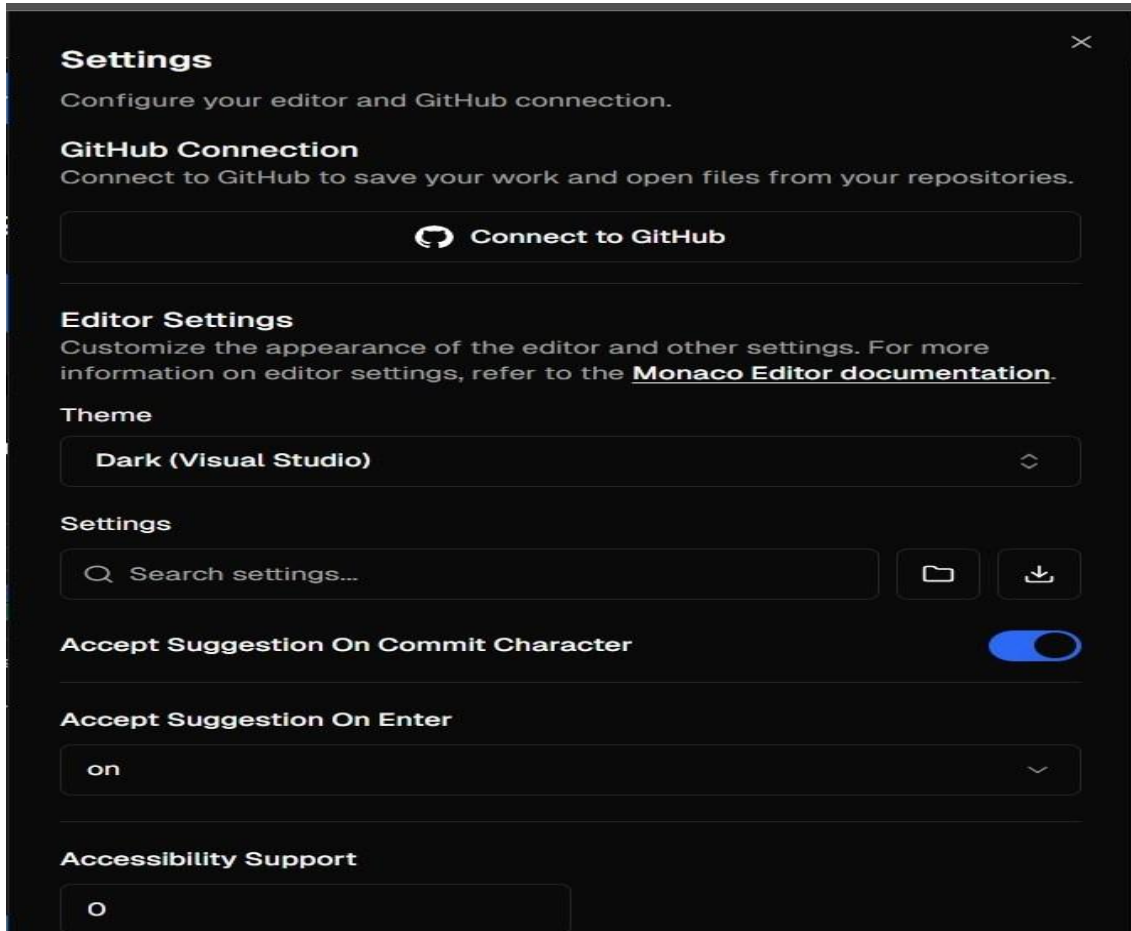 Settings
Configure your editor and GitHub connection.
GitHub Connection
Connect to GitHub to save your work and open files from your repositories.
Connect to GitHub
Editor Settings
Customize the appearance of the editor and other settings. For more
information on editor settings, refer to the Monaco Editor documentation.
Theme
Dark (Visual Studio)
Settings
Search settings...
Accept Suggestion On Commit Character
Accept Suggestion On Enter
on
Accessibility Support
0